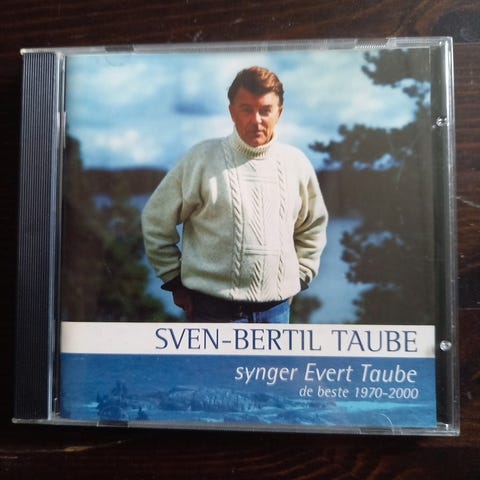 SVEN-BERTIL TAUBE
synger Evert Taube
de beste 1970-2000